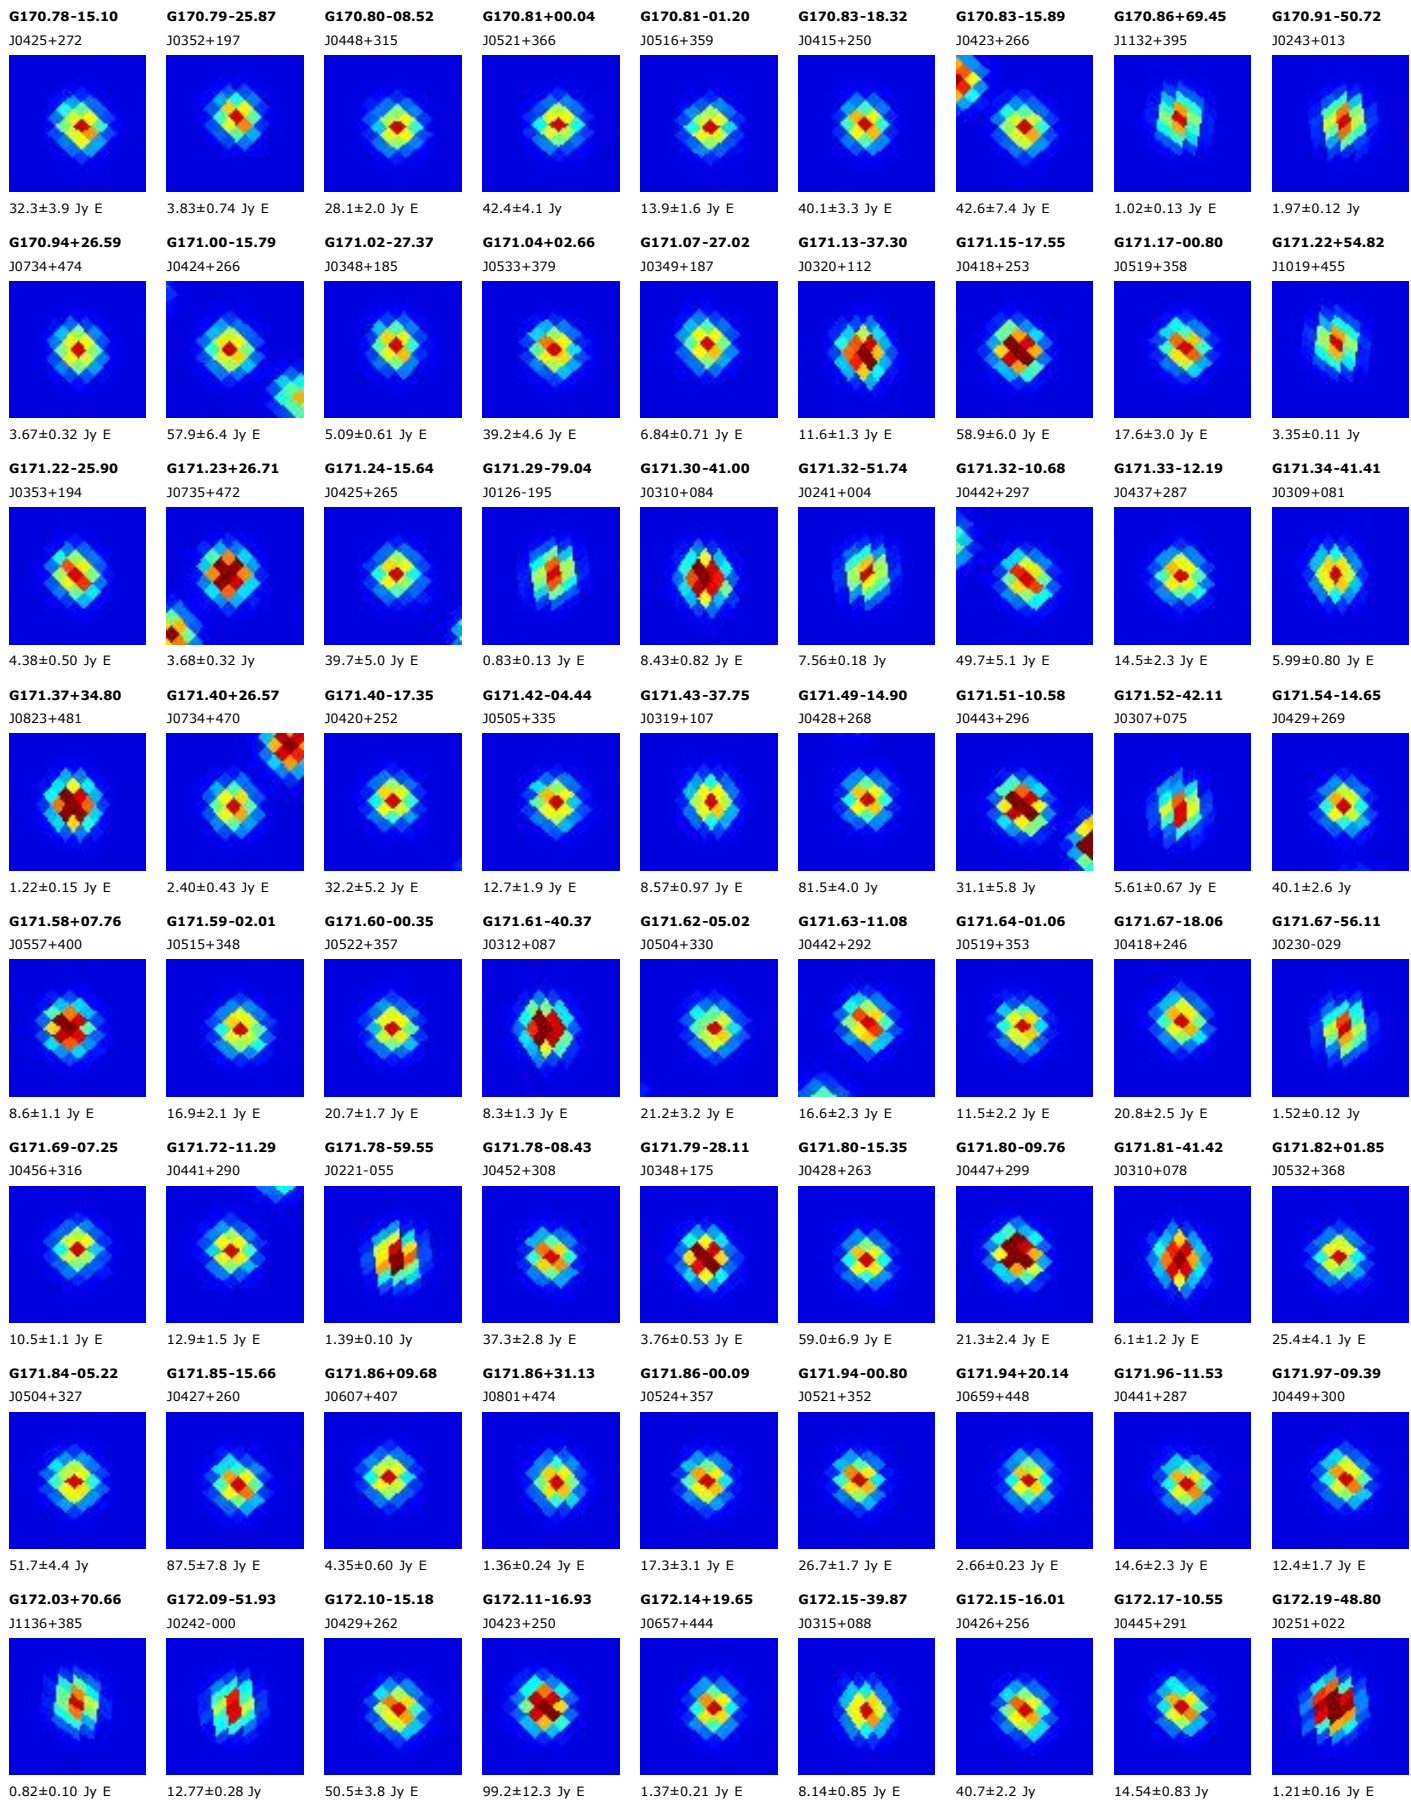 G170.78-15.10 G170.79-25.87 G170.80-08.52 G170.81+00.04 G170.81-01.20 G170.83-18.32 G170.83-15.89 G170.86+69.45 G170.91-50.72
J0425+272 J0352+197 J0448+315 J0521+366 J0516+359 J0415+250 J0423+266 J1132+395 J0243+013
32.3±3.9 Jy E 3.83±0.74 Jy E 28.1±2.0 Jy E 42.4±4.1 Jy 13.9±1.6 Jy E 40.1±3.3 Jy E 42.6±7.4 Jy E 1.02±0.13 Jy E 1.97±0.12 Jy
G170.94+26.59 G171.00-15.79 G171.02-27.37 G171.04+02.66 G171.07-27.02 G171.13-37.30 G171.15-17.55 G171.17-00.80 G171.22+54.82
J0734+474 J0424+266 J0348+185 J0533+379 J0349+187 J0320+112 J0418+253 J0519+358 J1019+455
3.67±0.32 Jy E 57.9±6.4 Jy E 5.09±0.61 Jy E 39.2±4.6 Jy E 6.84±0.71 Jy E 11.6±1.3 Jy E 58.9±6.0 Jy E 17.6±3.0 Jy E 3.35±0.11 Jy
G171.22-25.90 G171.23+26.71 G171.24-15.64 G171.29-79.04 G171.30-41.00 G171.32-51.74 G171.32-10.68 G171.33-12.19 G171.34-41.41
J0353+194 J0735+472 J0425+265 J0126-195 J0310+084 J0241+004 J0442+297 J0437+287 J0309+081
4.38±0.50 Jy E 3.68±0.32 Jy 39.7±5.0 Jy E 0.83±0.13 Jy E 8.43±0.82 Jy E 7.56±0.18 Jy 49.7±5.1 Jy E 14.5±2.3 Jy E 5.99±0.80 Jy E
G171.37+34.80 G171.40+26.57 G171.40-17.35 G171.42-04.44 G171.43-37.75 G171.49-14.90 G171.51-10.58 G171.52-42.11 G171.54-14.65
J0823+481 J0734+470 J0420+252 J0505+335 J0319+107 J0428+268 J0443+296 J0307+075 J0429+269
1.22±0.15 Jy E 2.40±0.43 Jy E 32.2±5.2 Jy E 12.7±1.9 Jy E 8.57±0.97 Jy E 81.5±4.0 Jy 31.1±5.8 Jy 5.61±0.67 Jy E 40.1±2.6 Jy
G171.58+07.76 G171.59-02.01 G171.60-00.35 G171.61-40.37 G171.62-05.02 G171.63-11.08 G171.64-01.06 G171.67-18.06 G171.67-56.11
J0557+400 J0515+348 J0522+357 J0312+087 J0504+330 J0442+292 J0519+353 J0418+246 J0230-029
8.6±1.1 Jy E 16.9±2.1 Jy E 20.7±1.7 Jy E 8.3±1.3 Jy E 21.2±3.2 Jy E 16.6±2.3 Jy E 11.5±2.2 Jy E 20.8±2.5 Jy E 1.52±0.12 Jy
G171.69-07.25 G171.72-11.29 G171.78-59.55 G171.78-08.43 G171.79-28.11 G171.80-15.35 G171.80-09.76 G171.81-41.42 G171.82+01.85
J0456+316 J0441+290 J0221-055 J0452+308 J0348+175 J0428+263 J0447+299 J0310+078 J0532+368
10.5±1.1 Jy E 12.9±1.5 Jy E 1.39±0.10 Jy 37.3±2.8 Jy E 3.76±0.53 Jy E 59.0±6.9 Jy E 21.3±2.4 Jy E 6.1±1.2 Jy E 25.4±4.1 Jy E
G171.84-05.22 G171.85-15.66 G171.86+09.68 G171.86+31.13 G171.86-00.09 G171.94-00.80 G171.94+20.14 G171.96-11.53 G171.97-09.39
J0504+327 J0427+260 J0607+407 J0801+474 J0524+357 J0521+352 J0659+448 J0441+287 J0449+300
51.7±4.4 Jy 87.5±7.8 Jy E 4.35±0.60 Jy E 1.36±0.24 Jy E 17.3±3.1 Jy E 26.7±1.7 Jy E 2.66±0.23 Jy E 14.6±2.3 Jy E 12.4±1.7 Jy E
G172.03+70.66 G172.09-51.93 G172.10-15.18 G172.11-16.93 G172.14+19.65 G172.15-39.87 G172.15-16.01 G172.17-10.55 G172.19-48.80
J1136+385 J0242-000 J0429+262 J0423+250 J0657+444 J0315+088 J0426+256 J0445+291 J0251+022
0.82±0.10 Jy E 12.77±0.28 Jy 50.5±3.8 Jy E 99.2±12.3 Jy E 1.37±0.21 Jy E 8.14±0.85 Jy E 40.7±2.2 Jy 14.54±0.83 Jy 1.21±0.16 Jy E